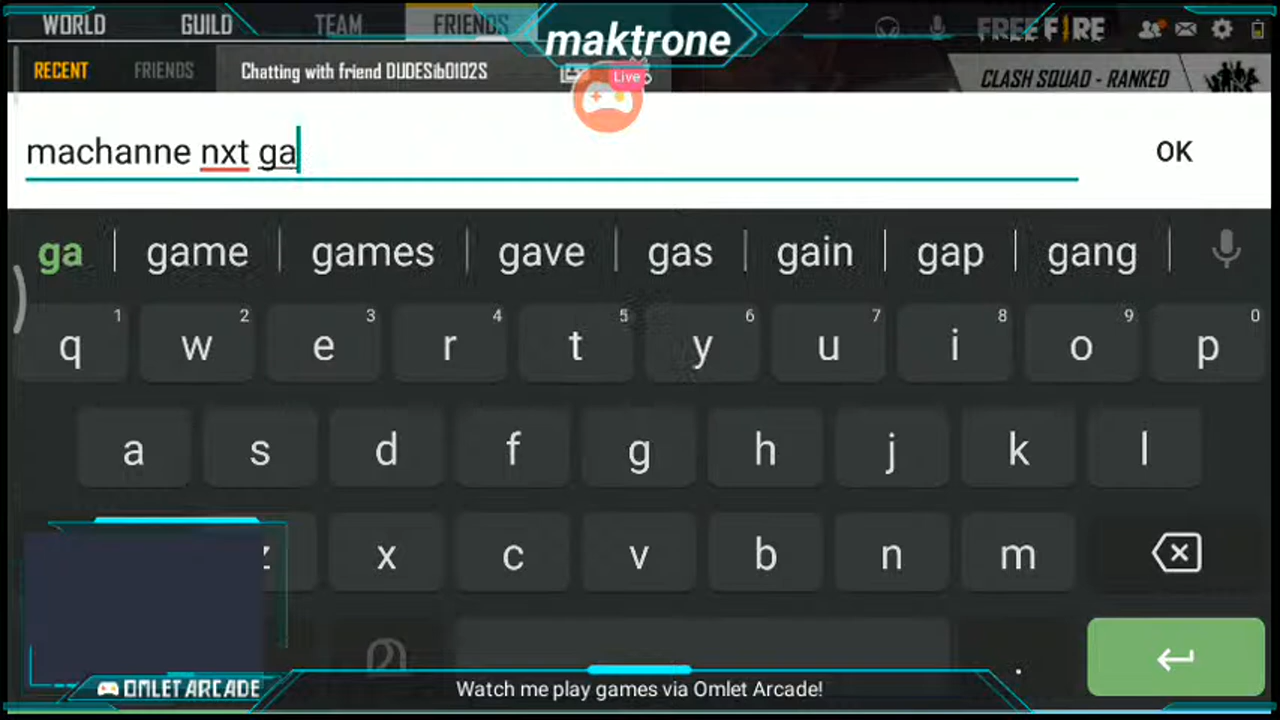 WORLD GUILD TEAM FRIENDS maktrone FREE FIRE
RECENT FRIENDS Chatting with friend DUDESibO102S Live CLASH SQUAD - RANKED
machanne nxt ga OK
ga game games gave gas gain gap gang
1 2 3 4 5 6 7 8 9 0
q w e r t y u i o p
a s d f g h j k l
z x c v b n m
മ .
OMLET ARCADE Watch me play games via Omlet Arcade!